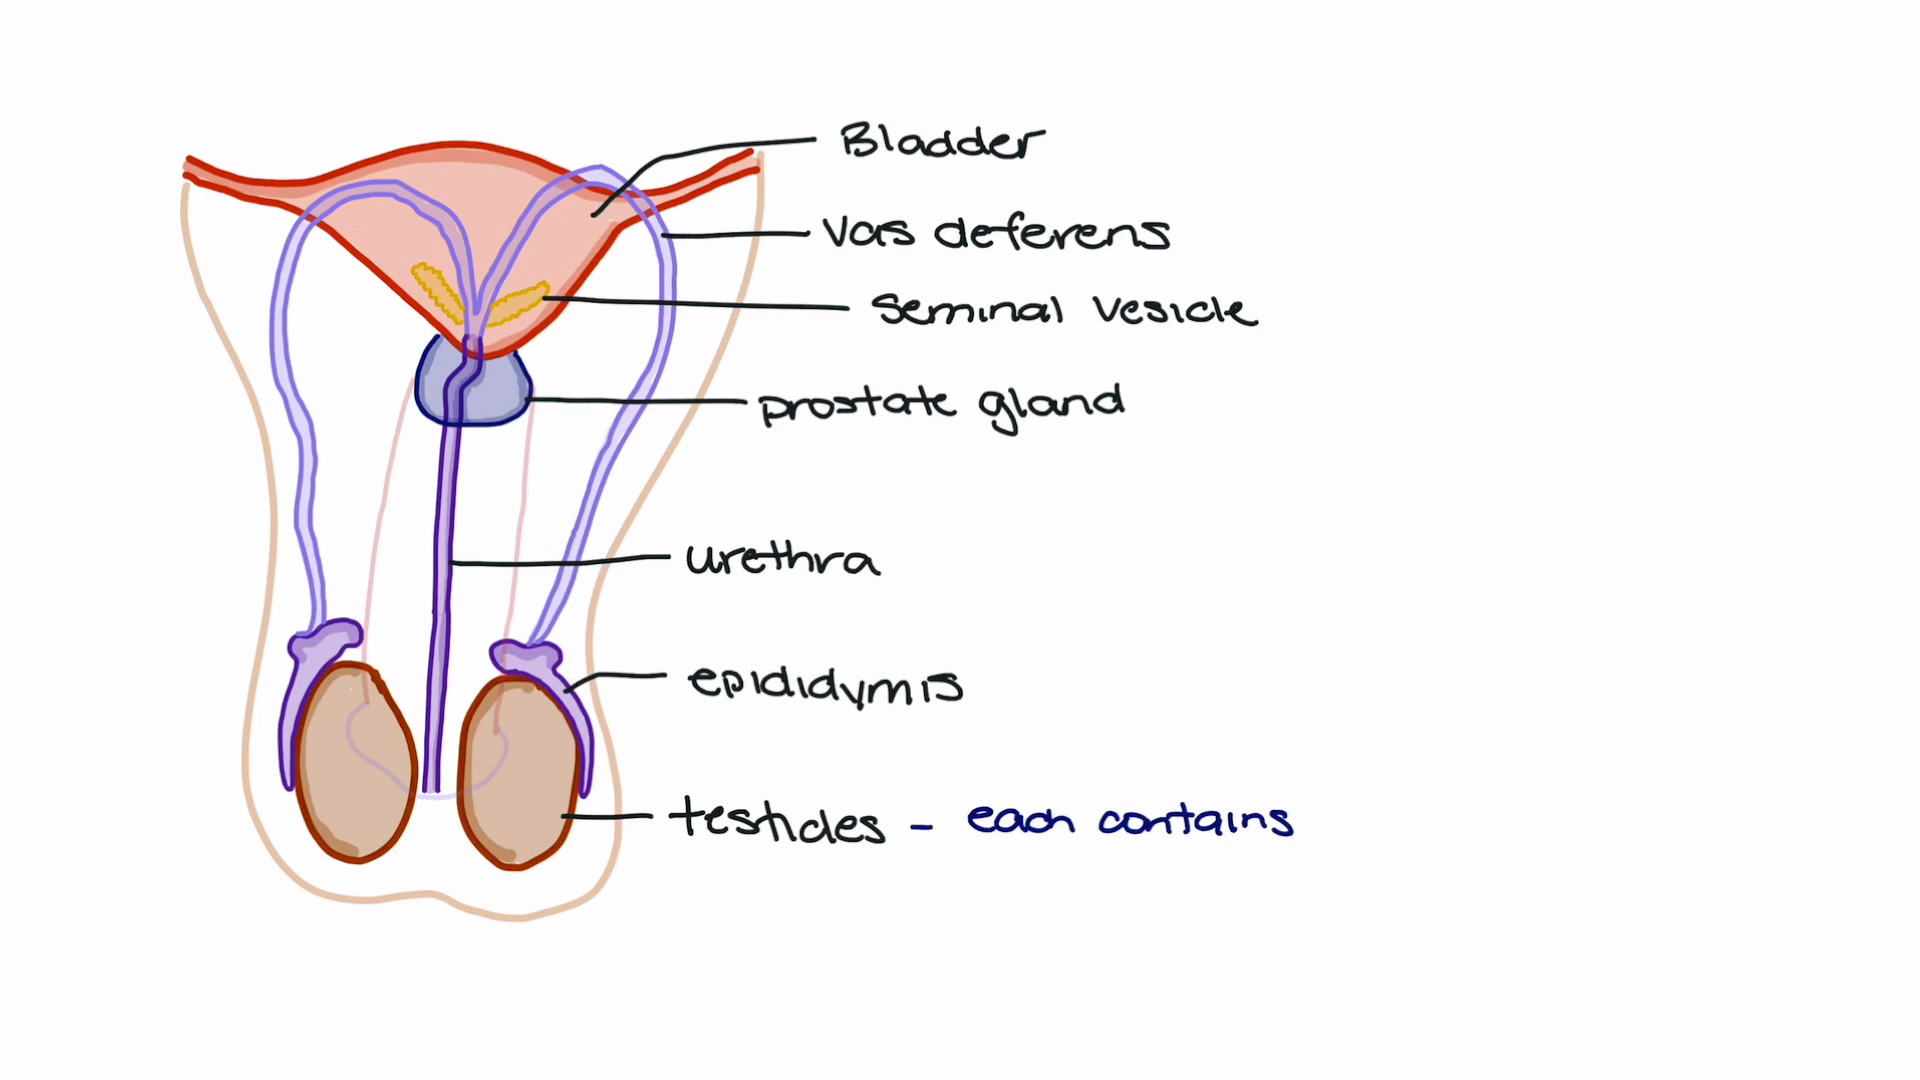 Bladder
Vas deferens
seminal vesicle
prostate gland
urethra
epididymis
testicles - each contains